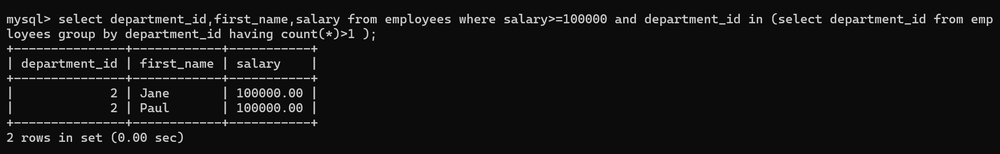 mysql> select department_id,first_name,salary from employees where salary>=100000 and department_id in (select department_id from emp
loyees group by department_id having count(*)>1 );
+---------------+------------+-----------+
| department_id | first_name | salary    |
+---------------+------------+-----------+
|             2 | Jane       | 100000.00 |
|             2 | Paul       | 100000.00 |
+---------------+------------+-----------+
2 rows in set (0.00 sec)